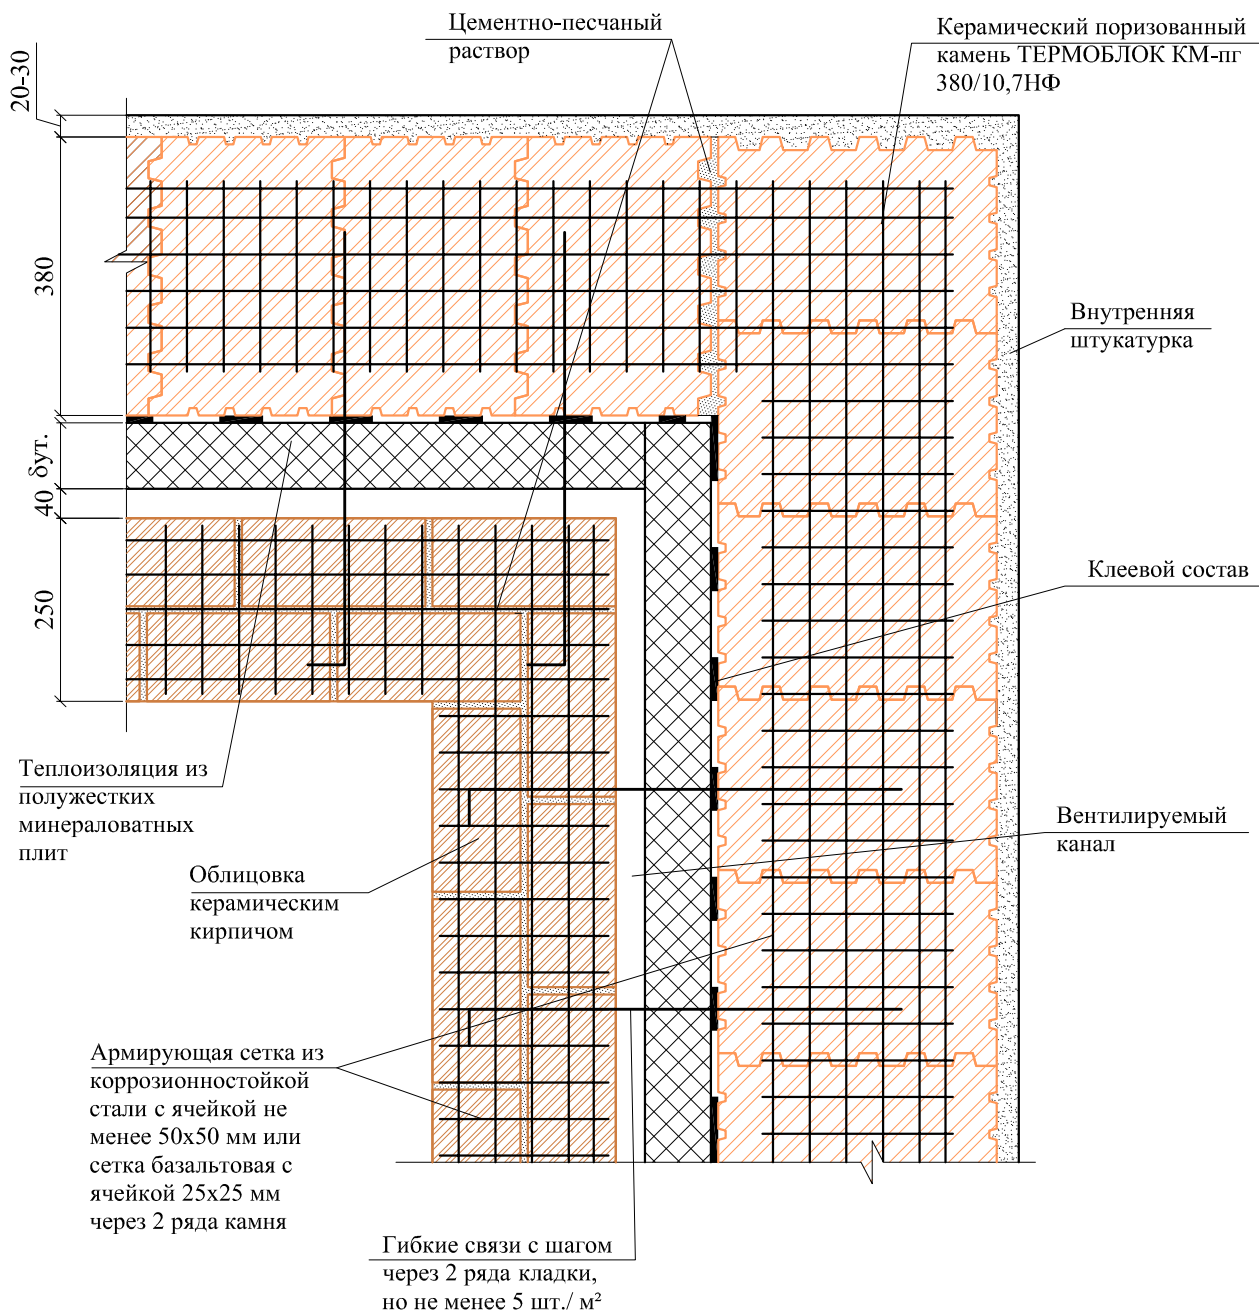 Цементно-песчаный
раствор
Керамический поризованный
камень ТЕРМОБЛОК КМ-пг
380/10,7НФ
20-30
380
δут.
40
250
Внутренняя
штукатурка
Клеевой состав
Теплоизоляция из
полужестких
минераловатных
плит
Облицовка
керамическим
кирпичом
Вентилируемый
канал
Армирующая сетка из
коррозионностойкой
стали с ячейкой не
менее 50х50 мм или
сетка базальтовая с
ячейкой 25х25 мм
через 2 ряда камня
Гибкие связи с шагом
через 2 ряда кладки,
но не менее 5 шт./ м²